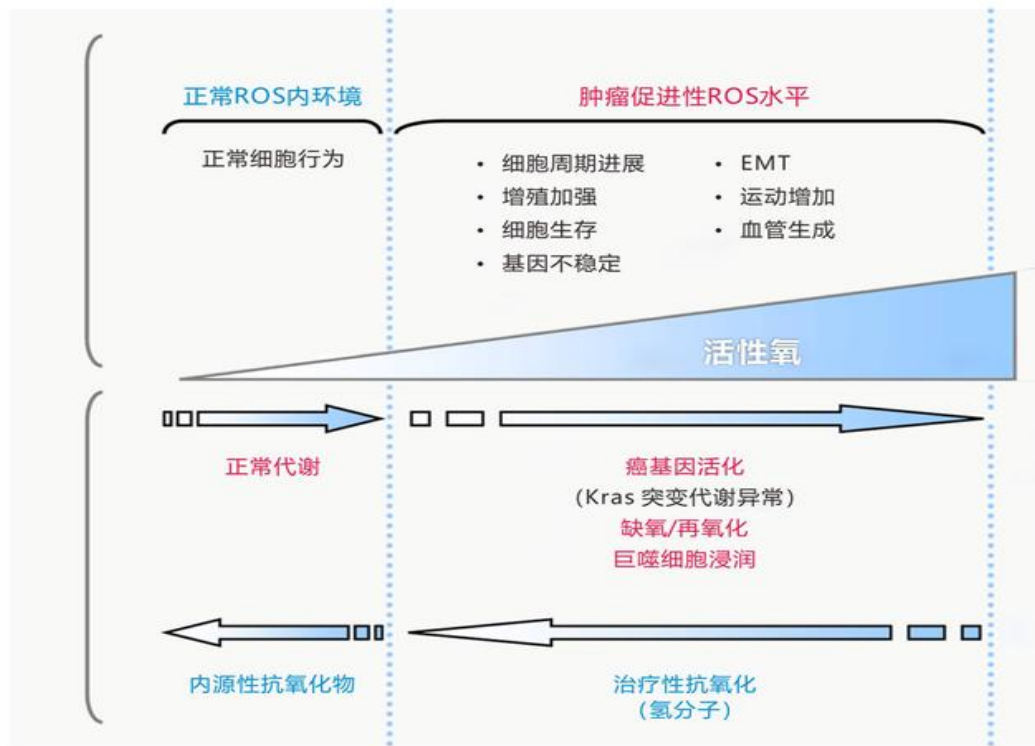 正常ROS内环境
肿瘤促进性ROS水平
正常细胞行为
• 细胞周期进展
• 增殖加强
• 细胞生存
• 基因不稳定
• EMT
• 运动增加
• 血管生成
活性氧
正常代谢
癌基因活化
(Kras 突变代谢异常)
缺氧/再氧化
巨噬细胞浸润
内源性抗氧化物
治疗性抗氧化
(氢分子)